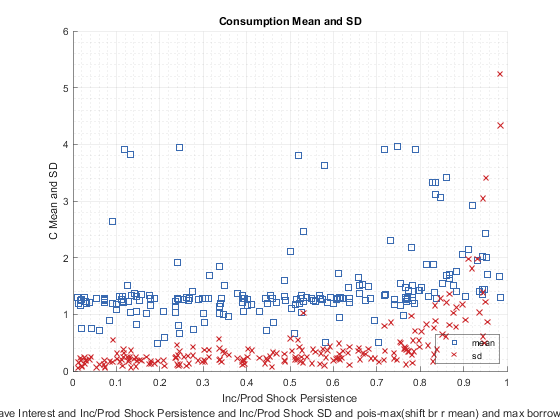 Consumption Mean and SD
6
5
4
3
2
1
0
C Mean and SD
mean
sd
0 0.1 0.2 0.3 0.4 0.5 0.6 0.7 0.8 0.9 1
Inc/Prod Shock Persistence
ave Interest and Inc/Prod Shock Persistence and Inc/Prod Shock SD and pois-max(shift br r mean) and max borrow